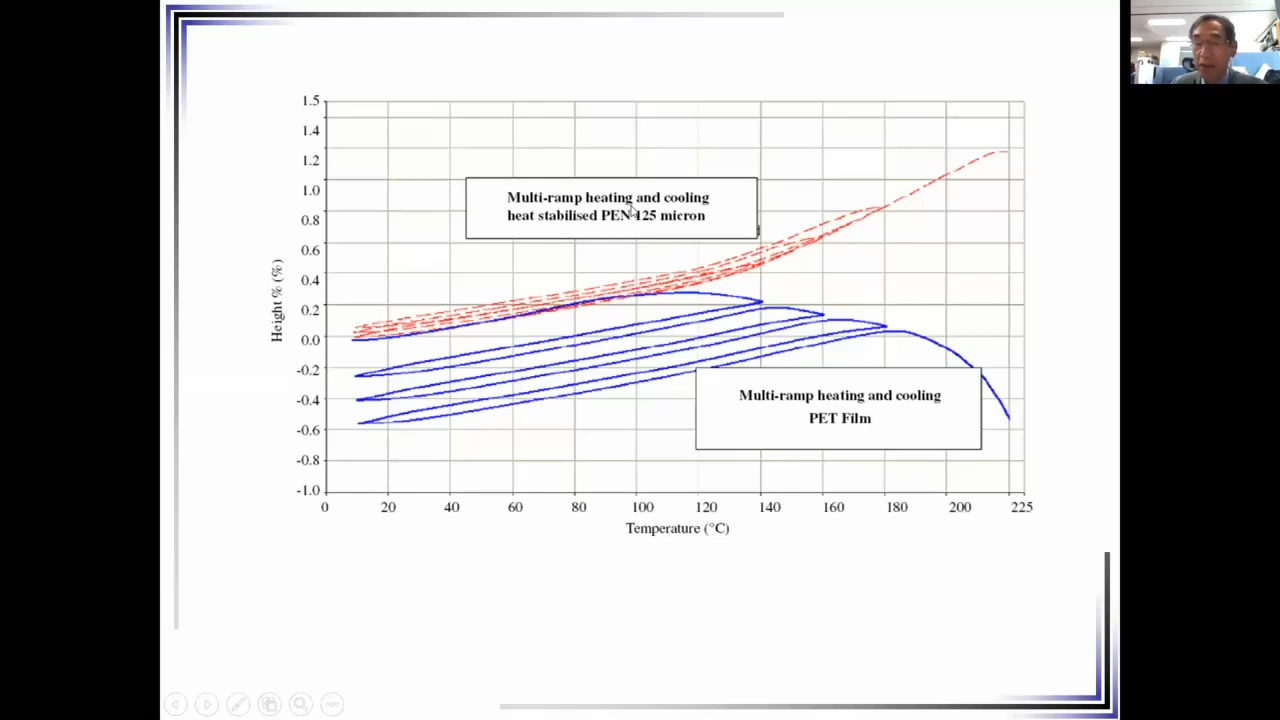 1.5
1.4
1.2
1.0
0.8
0.6
0.4
0.2
0.0
-0.2
-0.4
-0.6
-0.8
-1.0
Height % (%)
Multi-ramp heating and cooling
heat stabilised PEN 125 micron
Multi-ramp heating and cooling
PET Film
0 20 40 60 80 100 120 140 160 180 200 225
Temperature (°C)